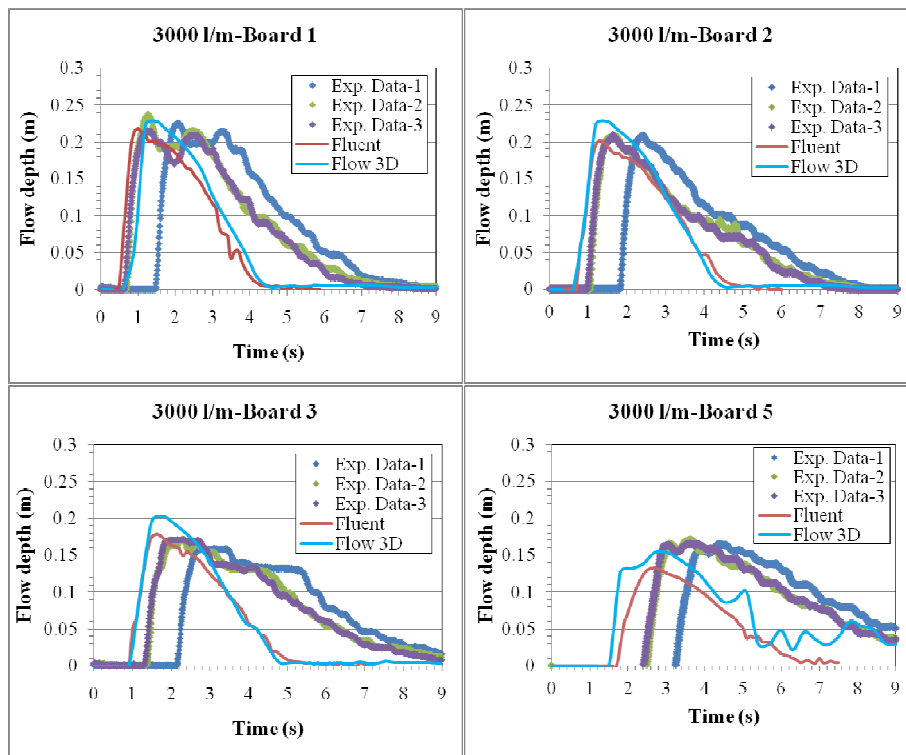 3000 l/m-Board 1
0.3
0.25
0.2
0.15
0.1
0.05
0
Flow depth (m)
Exp. Data-1
Exp. Data-2
Exp. Data-3
Fluent
Flow 3D
0 1 2 3 4 5 6 7 8 9
Time (s)
3000 l/m-Board 2
0.3
0.25
0.2
0.15
0.1
0.05
0
Flow depth (m)
Exp. Data-1
Exp. Data-2
Exp. Data-3
Fluent
Flow 3D
0 1 2 3 4 5 6 7 8 9
Time (s)
3000 l/m-Board 3
0.3
0.25
0.2
0.15
0.1
0.05
0
Flow depth (m)
Exp. Data-1
Exp. Data-2
Exp. Data-3
Fluent
Flow 3D
0 1 2 3 4 5 6 7 8 9
Time (s)
3000 l/m-Board 5
0.3
0.25
0.2
0.15
0.1
0.05
0
Flow depth (m)
Exp. Data-1
Exp. Data-2
Exp. Data-3
Fluent
Flow 3D
0 1 2 3 4 5 6 7 8 9
Time (s)